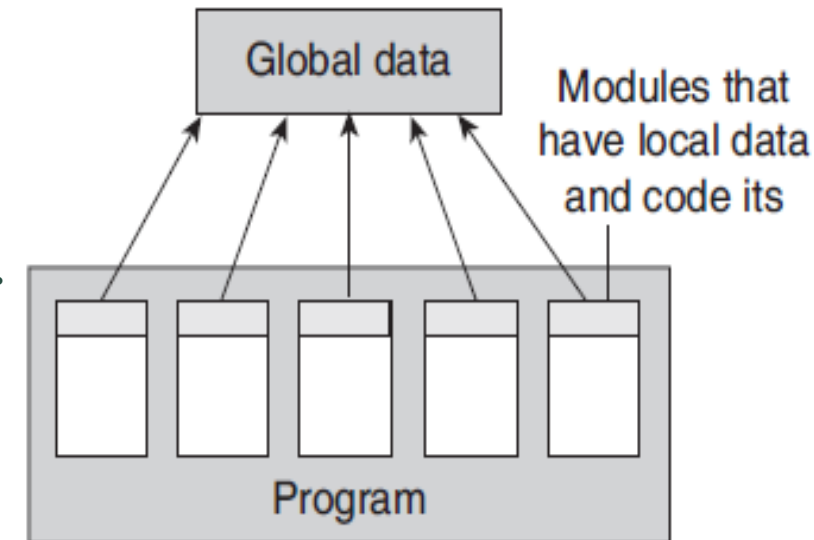 Global data
Modules that
have local data
and code its
Program